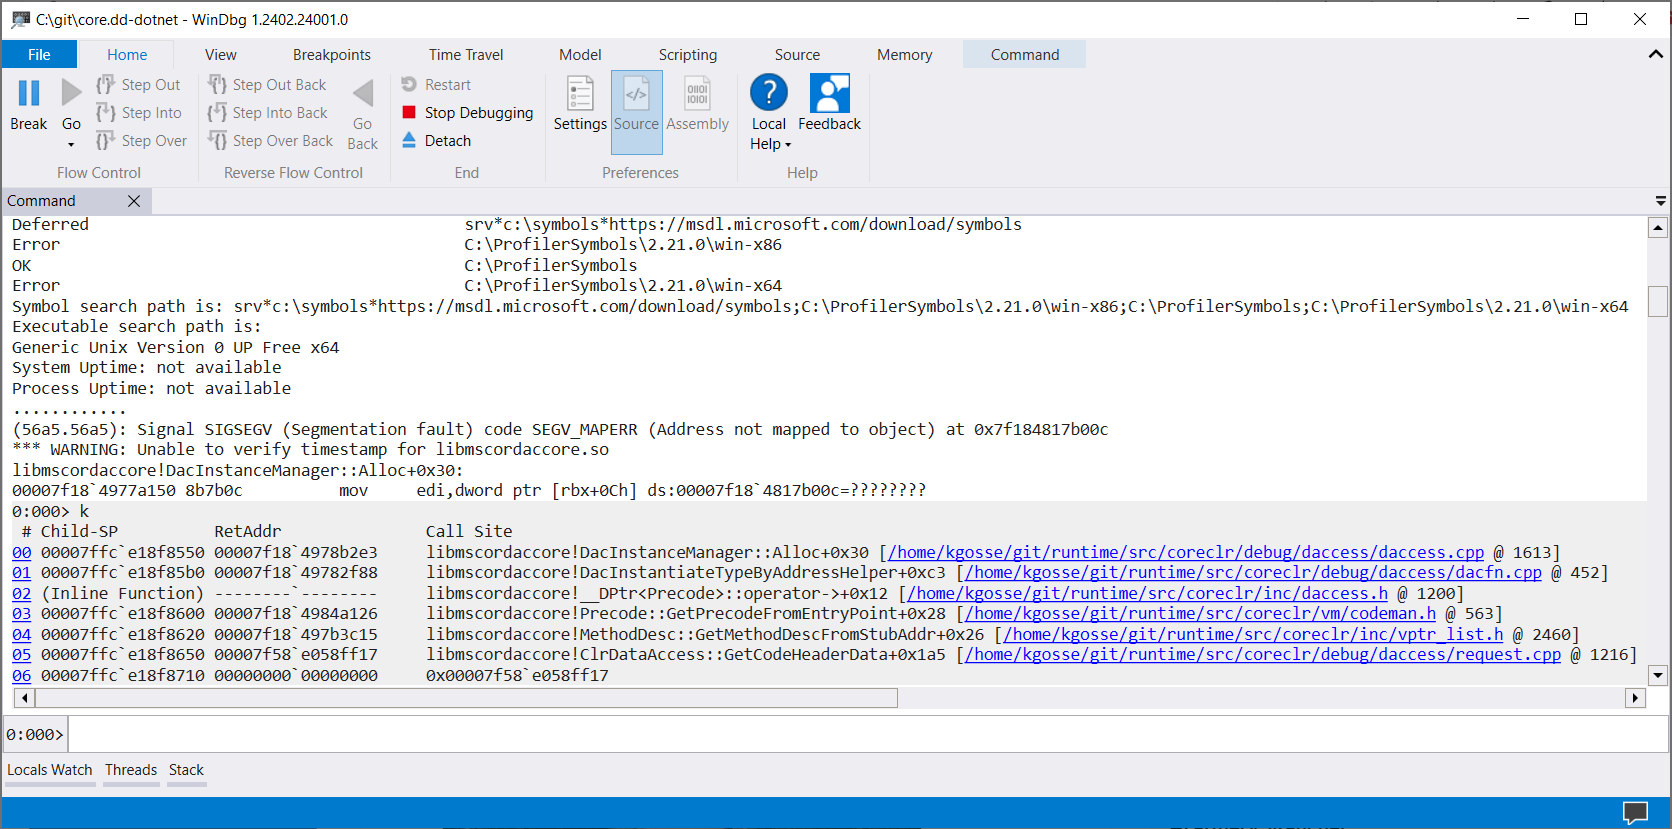 C:\git\core.dd-dotnet - WinDbg 1.2402.24001.0
File Home View Breakpoints Time Travel Model Scripting Source Memory Command
Break Go Step Out Step Into Step Over
Flow Control
Step Out Back Step Into Back Step Over Back Go Back
Reverse Flow Control
Restart
Stop Debugging
Detach
End
Settings Source Assembly
Preferences
Local Help Feedback
Help
Command
Deferred srv*c:\symbols*https://msdl.microsoft.com/download/symbols
Error C:\ProfilerSymbols\2.21.0\win-x86
OK C:\ProfilerSymbols
Error C:\ProfilerSymbols\2.21.0\win-x64
Symbol search path is: srv*c:\symbols*https://msdl.microsoft.com/download/symbols;C:\ProfilerSymbols\2.21.0\win-x86;C:\ProfilerSymbols;C:\ProfilerSymbols\2.21.0\win-x64
Executable search path is:
Generic Unix Version 0 UP Free x64
System Uptime: not available
Process Uptime: not available
............
(56a5.56a5): Signal SIGSEGV (Segmentation fault) code SEGV_MAPERR (Address not mapped to object) at 0x7f184817b00c
*** WARNING: Unable to verify timestamp for libmscordaccore.so
libmscordaccore!DacInstanceManager::Alloc+0x30:
00007f18`4977a150 8b7b0c mov edi,dword ptr [rbx+0Ch] ds:00007f18`4817b00c=????????
0:000> k
# Child-SP RetAddr Call Site
00 00007ffc`e18f8550 00007f18`4978b2e3 libmscordaccore!DacInstanceManager::Alloc+0x30 [/home/kgosse/git/runtime/src/coreclr/debug/daccess/daccess.cpp @ 1613]
01 00007ffc`e18f85b0 00007f18`49782f88 libmscordaccore!DacInstantiateTypeByAddressHelper+0xc3 [/home/kgosse/git/runtime/src/coreclr/debug/daccess/dacfn.cpp @ 452]
02 (Inline Function) --------`-------- libmscordaccore!__DPtr<Precode>::operator->+0x12 [/home/kgosse/git/runtime/src/coreclr/inc/daccess.h @ 1200]
03 00007ffc`e18f8600 00007f18`4984a126 libmscordaccore!Precode::GetPrecodeFromEntryPoint+0x28 [/home/kgosse/git/runtime/src/coreclr/vm/codeman.h @ 563]
04 00007ffc`e18f8620 00007f18`497b3c15 libmscordaccore!MethodDesc::GetMethodDescFromStubAddr+0x26 [/home/kgosse/git/runtime/src/coreclr/inc/vptr_list.h @ 2460]
05 00007ffc`e18f8650 00007f58`e058ff17 libmscordaccore!ClrDataAccess::GetCodeHeaderData+0x1a5 [/home/kgosse/git/runtime/src/coreclr/debug/daccess/request.cpp @ 1216]
06 00007ffc`e18f8710 00000000`00000000 0x00007f58`e058ff17
0:000>
Locals Watch Threads Stack